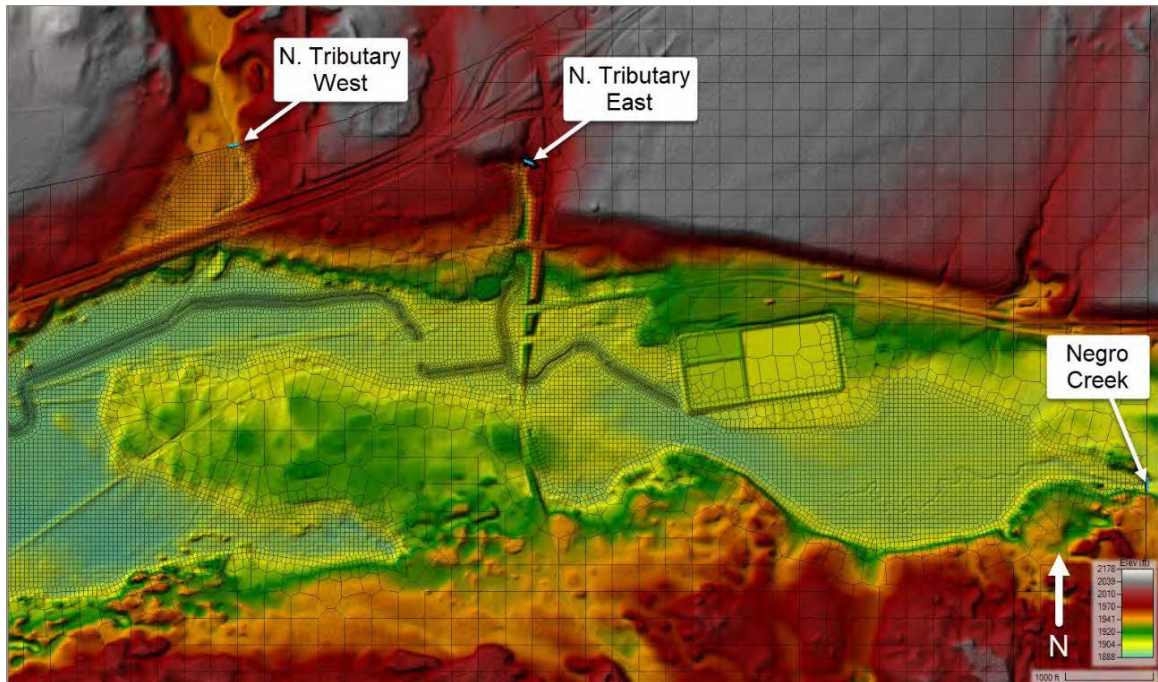 N. Tributary
West
N. Tributary
East
Negro
Creek
Elev (ft)
2178
2039
2010
1970
1941
1920
1904
1888
N
1000 ft